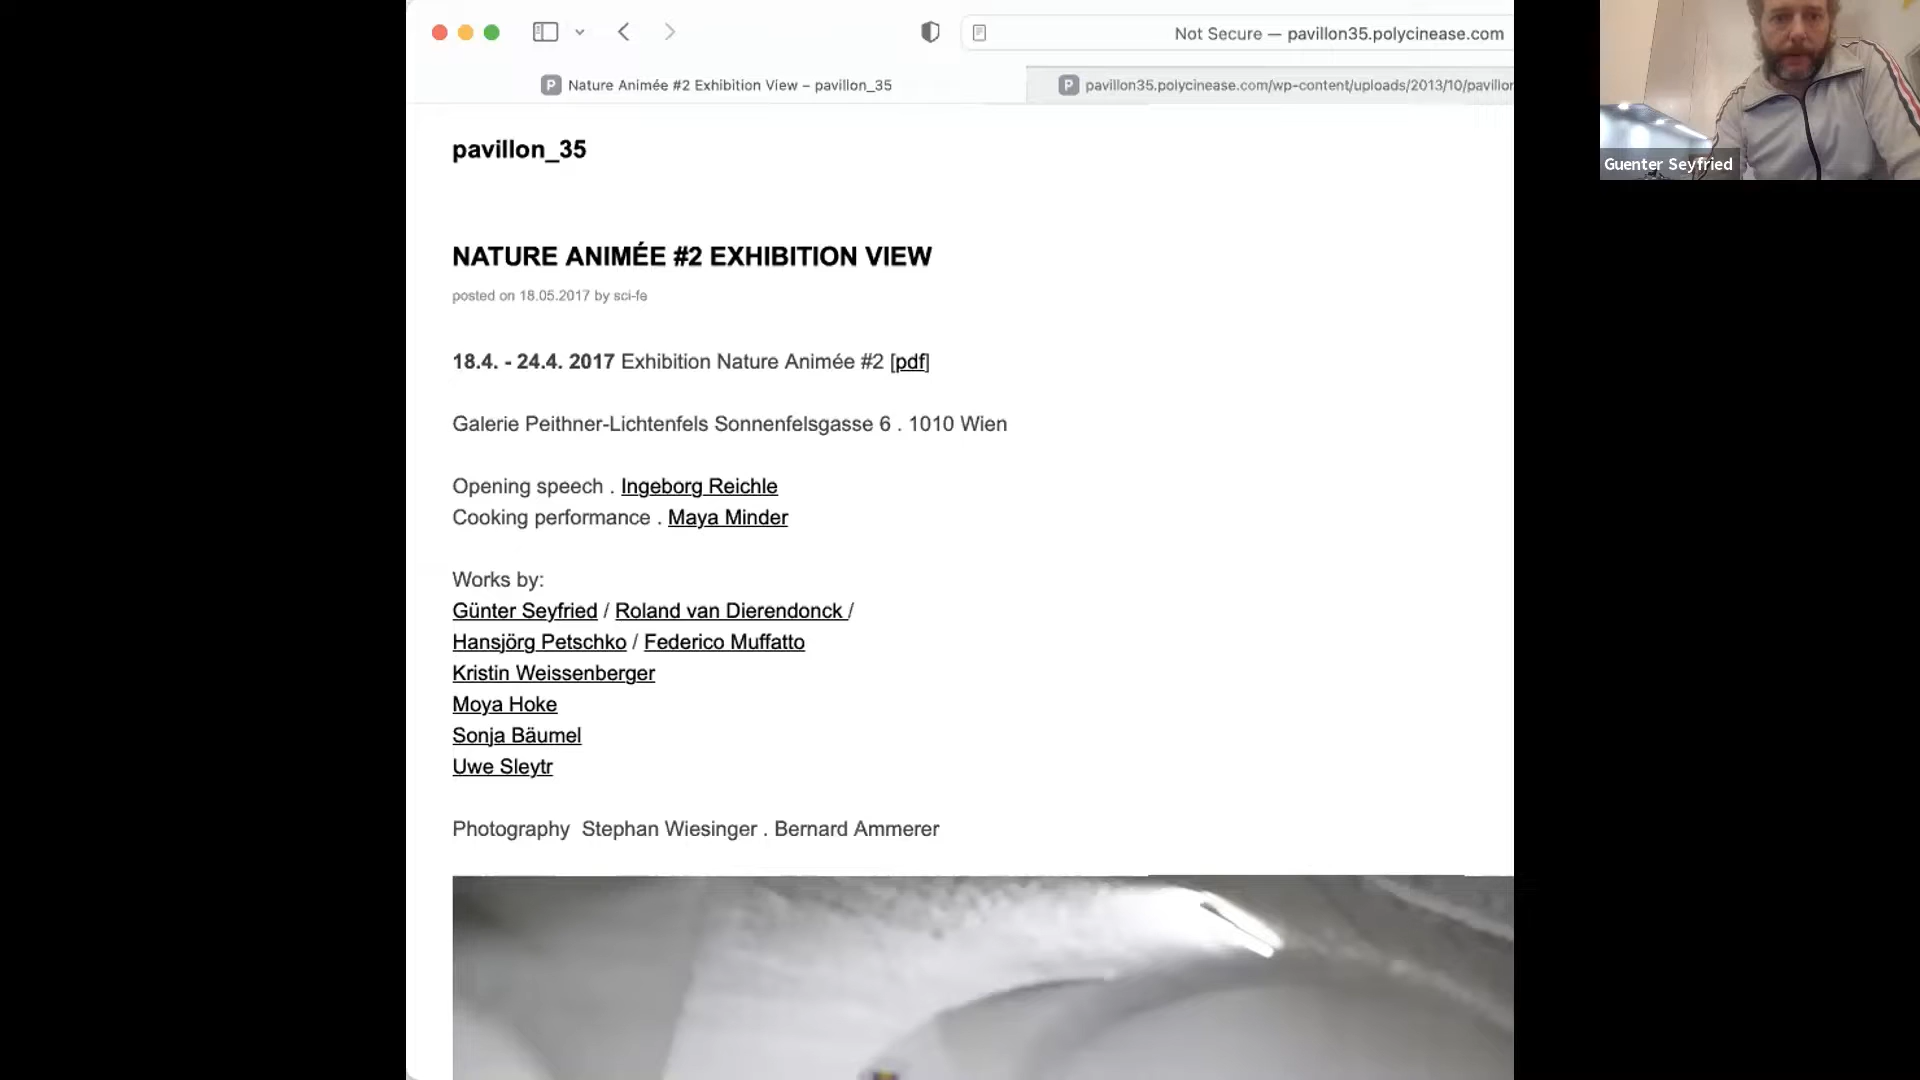 Not Secure — pavillon35.polycinease.com
P Nature Animée #2 Exhibition View – pavillon_35
P pavillon35.polycinease.com/wp-content/uploads/2013/10/pavillon
Guenter Seyfried
pavillon_35
NATURE ANIMÉE #2 EXHIBITION VIEW
posted on 18.05.2017 by sci-fe
18.4. - 24.4. 2017 Exhibition Nature Animée #2 [pdf]
Galerie Peithner-Lichtenfels Sonnenfelsgasse 6 . 1010 Wien
Opening speech . Ingeborg Reichle
Cooking performance . Maya Minder
Works by:
Günter Seyfried / Roland van Dierendonck /
Hansjörg Petschko / Federico Muffatto
Kristin Weissenberger
Moya Hoke
Sonja Bäumel
Uwe Sleytr
Photography Stephan Wiesinger . Bernard Ammerer